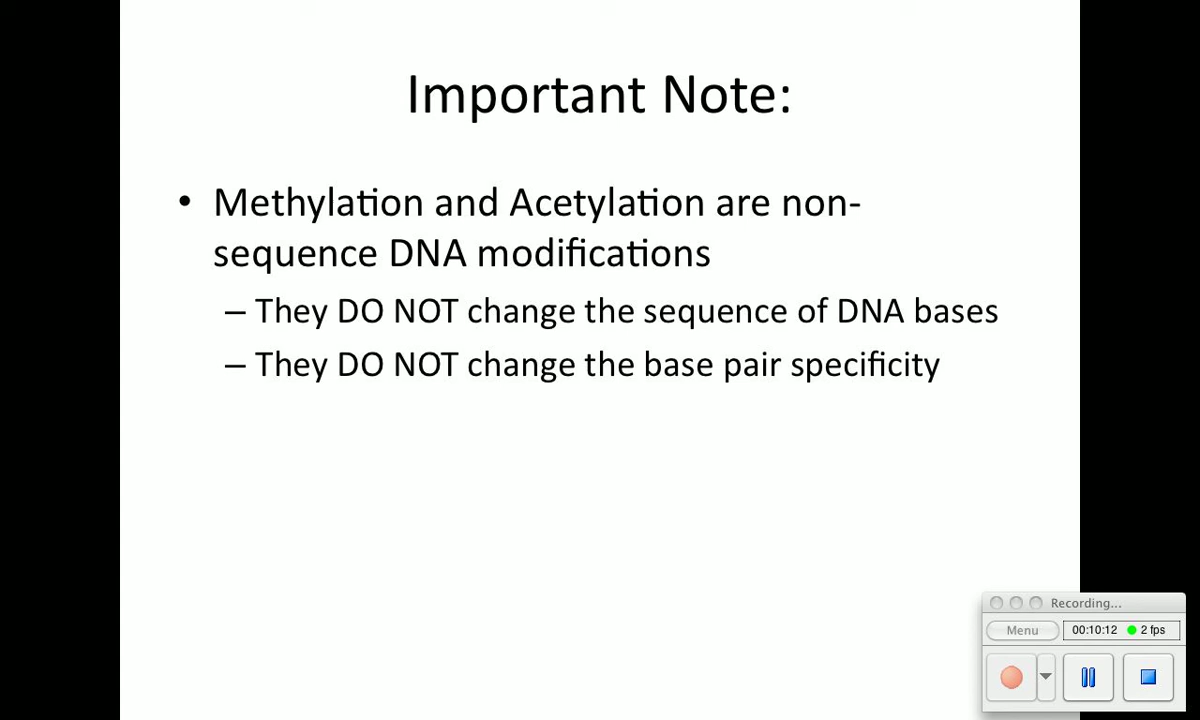 Important Note:
• Methylation and Acetylation are non-
sequence DNA modifications
– They DO NOT change the sequence of DNA bases
– They DO NOT change the base pair specificity
Recording...
Menu
00:10:12 2 fps